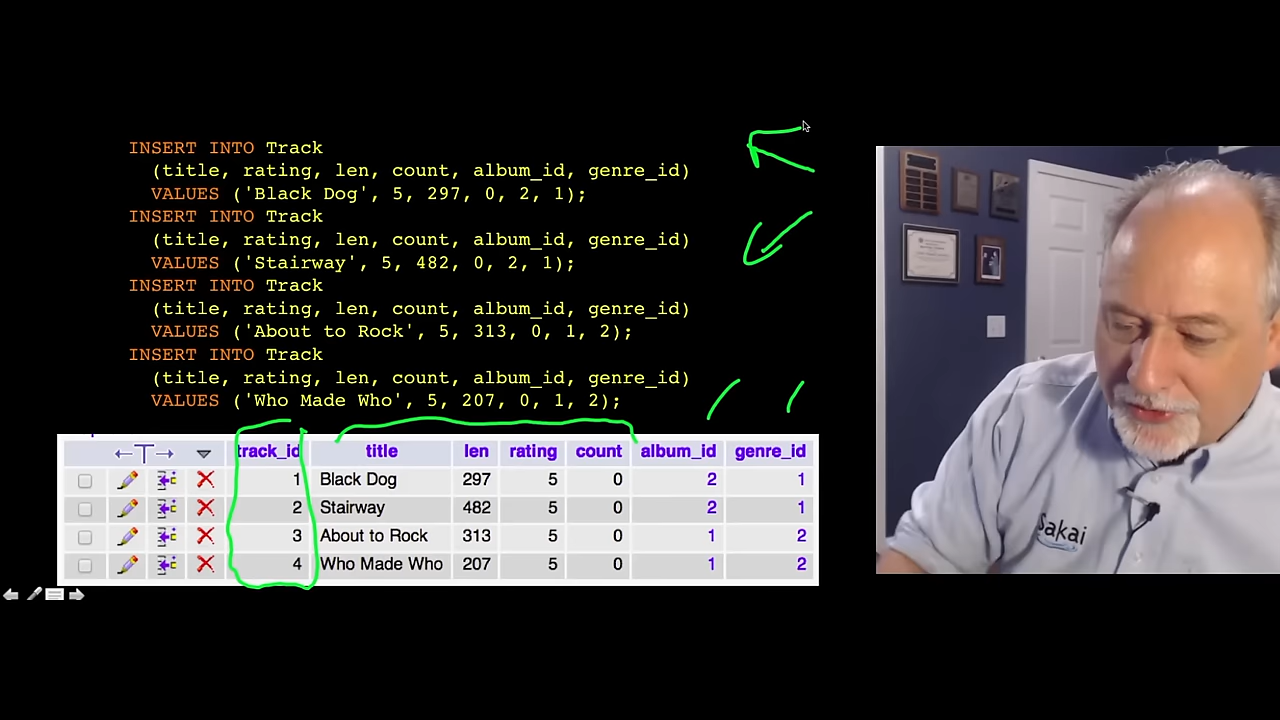 INSERT INTO Track
(title, rating, len, count, album_id, genre_id)
VALUES ('Black Dog', 5, 297, 0, 2, 1);
INSERT INTO Track
(title, rating, len, count, album_id, genre_id)
VALUES ('Stairway', 5, 482, 0, 2, 1);
INSERT INTO Track
(title, rating, len, count, album_id, genre_id)
VALUES ('About to Rock', 5, 313, 0, 1, 2);
INSERT INTO Track
(title, rating, len, count, album_id, genre_id)
VALUES ('Who Made Who', 5, 207, 0, 1, 2);
track_id title len rating count album_id genre_id
1 Black Dog 297 5 0 2 1
2 Stairway 482 5 0 2 1
3 About to Rock 313 5 0 1 2
4 Who Made Who 207 5 0 1 2
Sakai